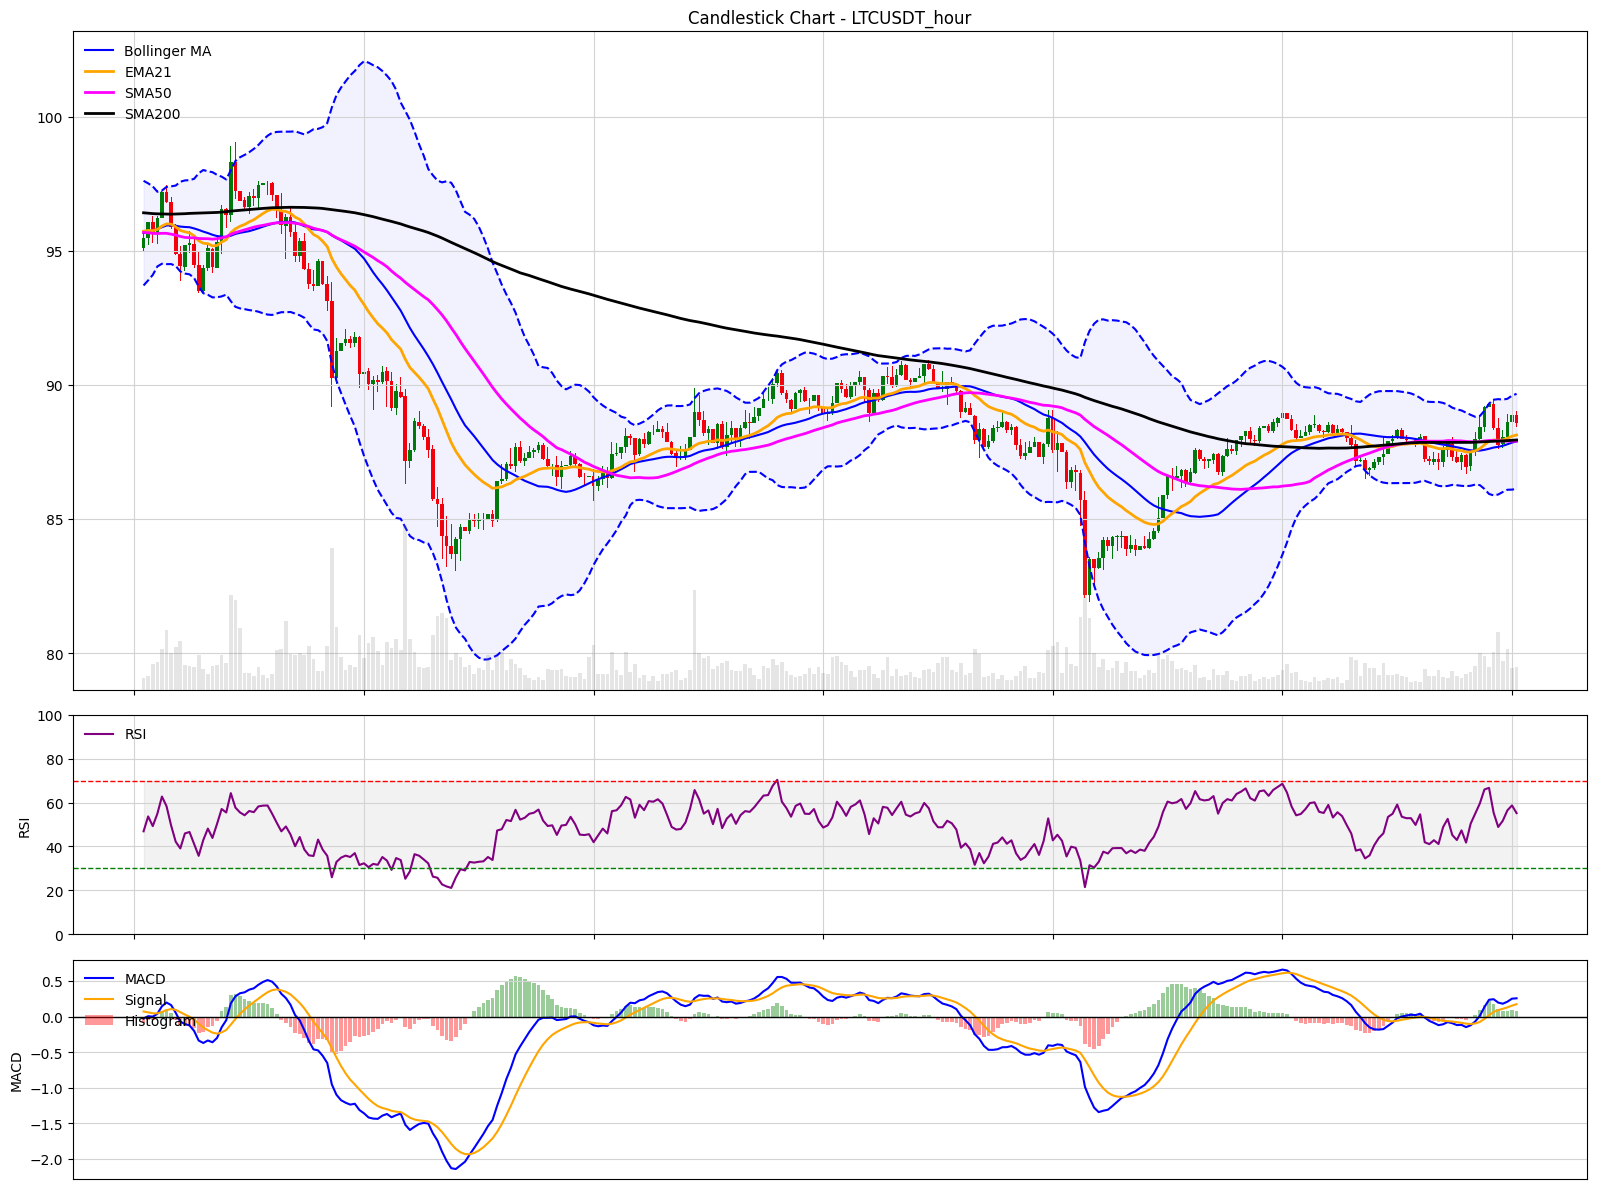 Candlestick Chart - LTCUSDT_hour
Bollinger MA
EMA21
SMA50
SMA200
100
95
90
85
80
RSI
100
80
60
40
20
0
RSI
MACD
Signal
Histogram
0.5
0.0
−0.5
−1.0
−1.5
−2.0
MACD